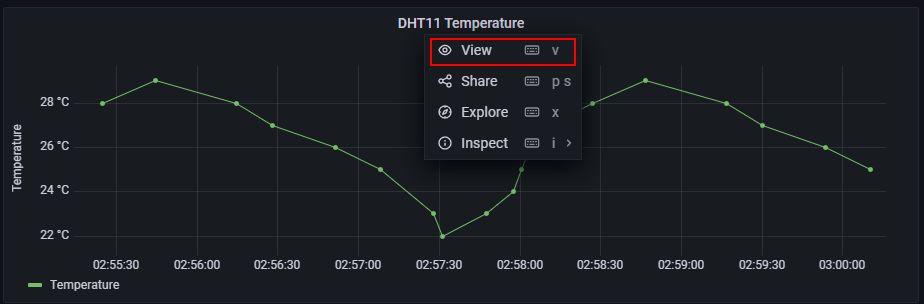 DHT11 Temperature
View v
Share p s
Explore x
Inspect i
28 °C
26 °C
24 °C
22 °C
Temperature
02:55:30 02:56:00 02:56:30 02:57:00 02:57:30 02:58:00 02:58:30 02:59:00 02:59:30 03:00:00
Temperature